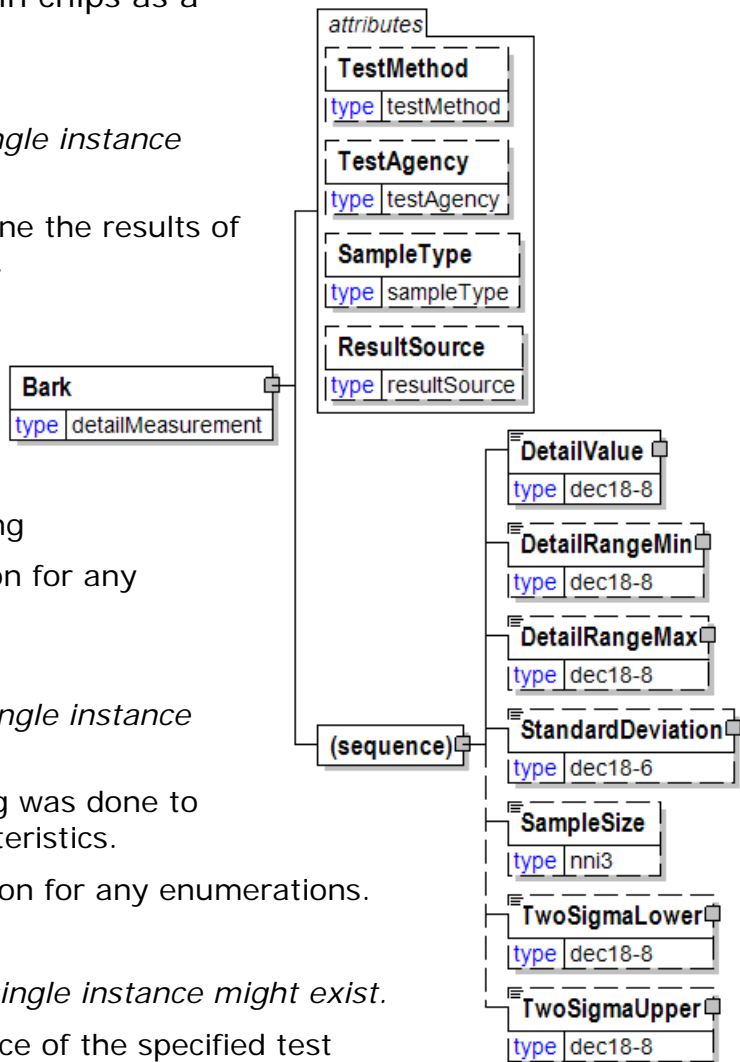 in chips as a
attributes
TestMethod
type testMethod
ngle instance
TestAgency
type testAgency
ne the results of
SampleType
type sampleType
ResultSource
type resultSource
Bark
type detailMeasurement
DetailValue
type dec18-8
ng
DetailRangeMin
type dec18-8
on for any
DetailRangeMax
type dec18-8
ngle instance
StandardDeviation
type dec18-6
(sequence)
g was done to
SampleSize
type nni3
teristics.
on for any enumerations.
TwoSigmaLower
type dec18-8
single instance might exist.
TwoSigmaUpper
type dec18-8
ce of the specified test